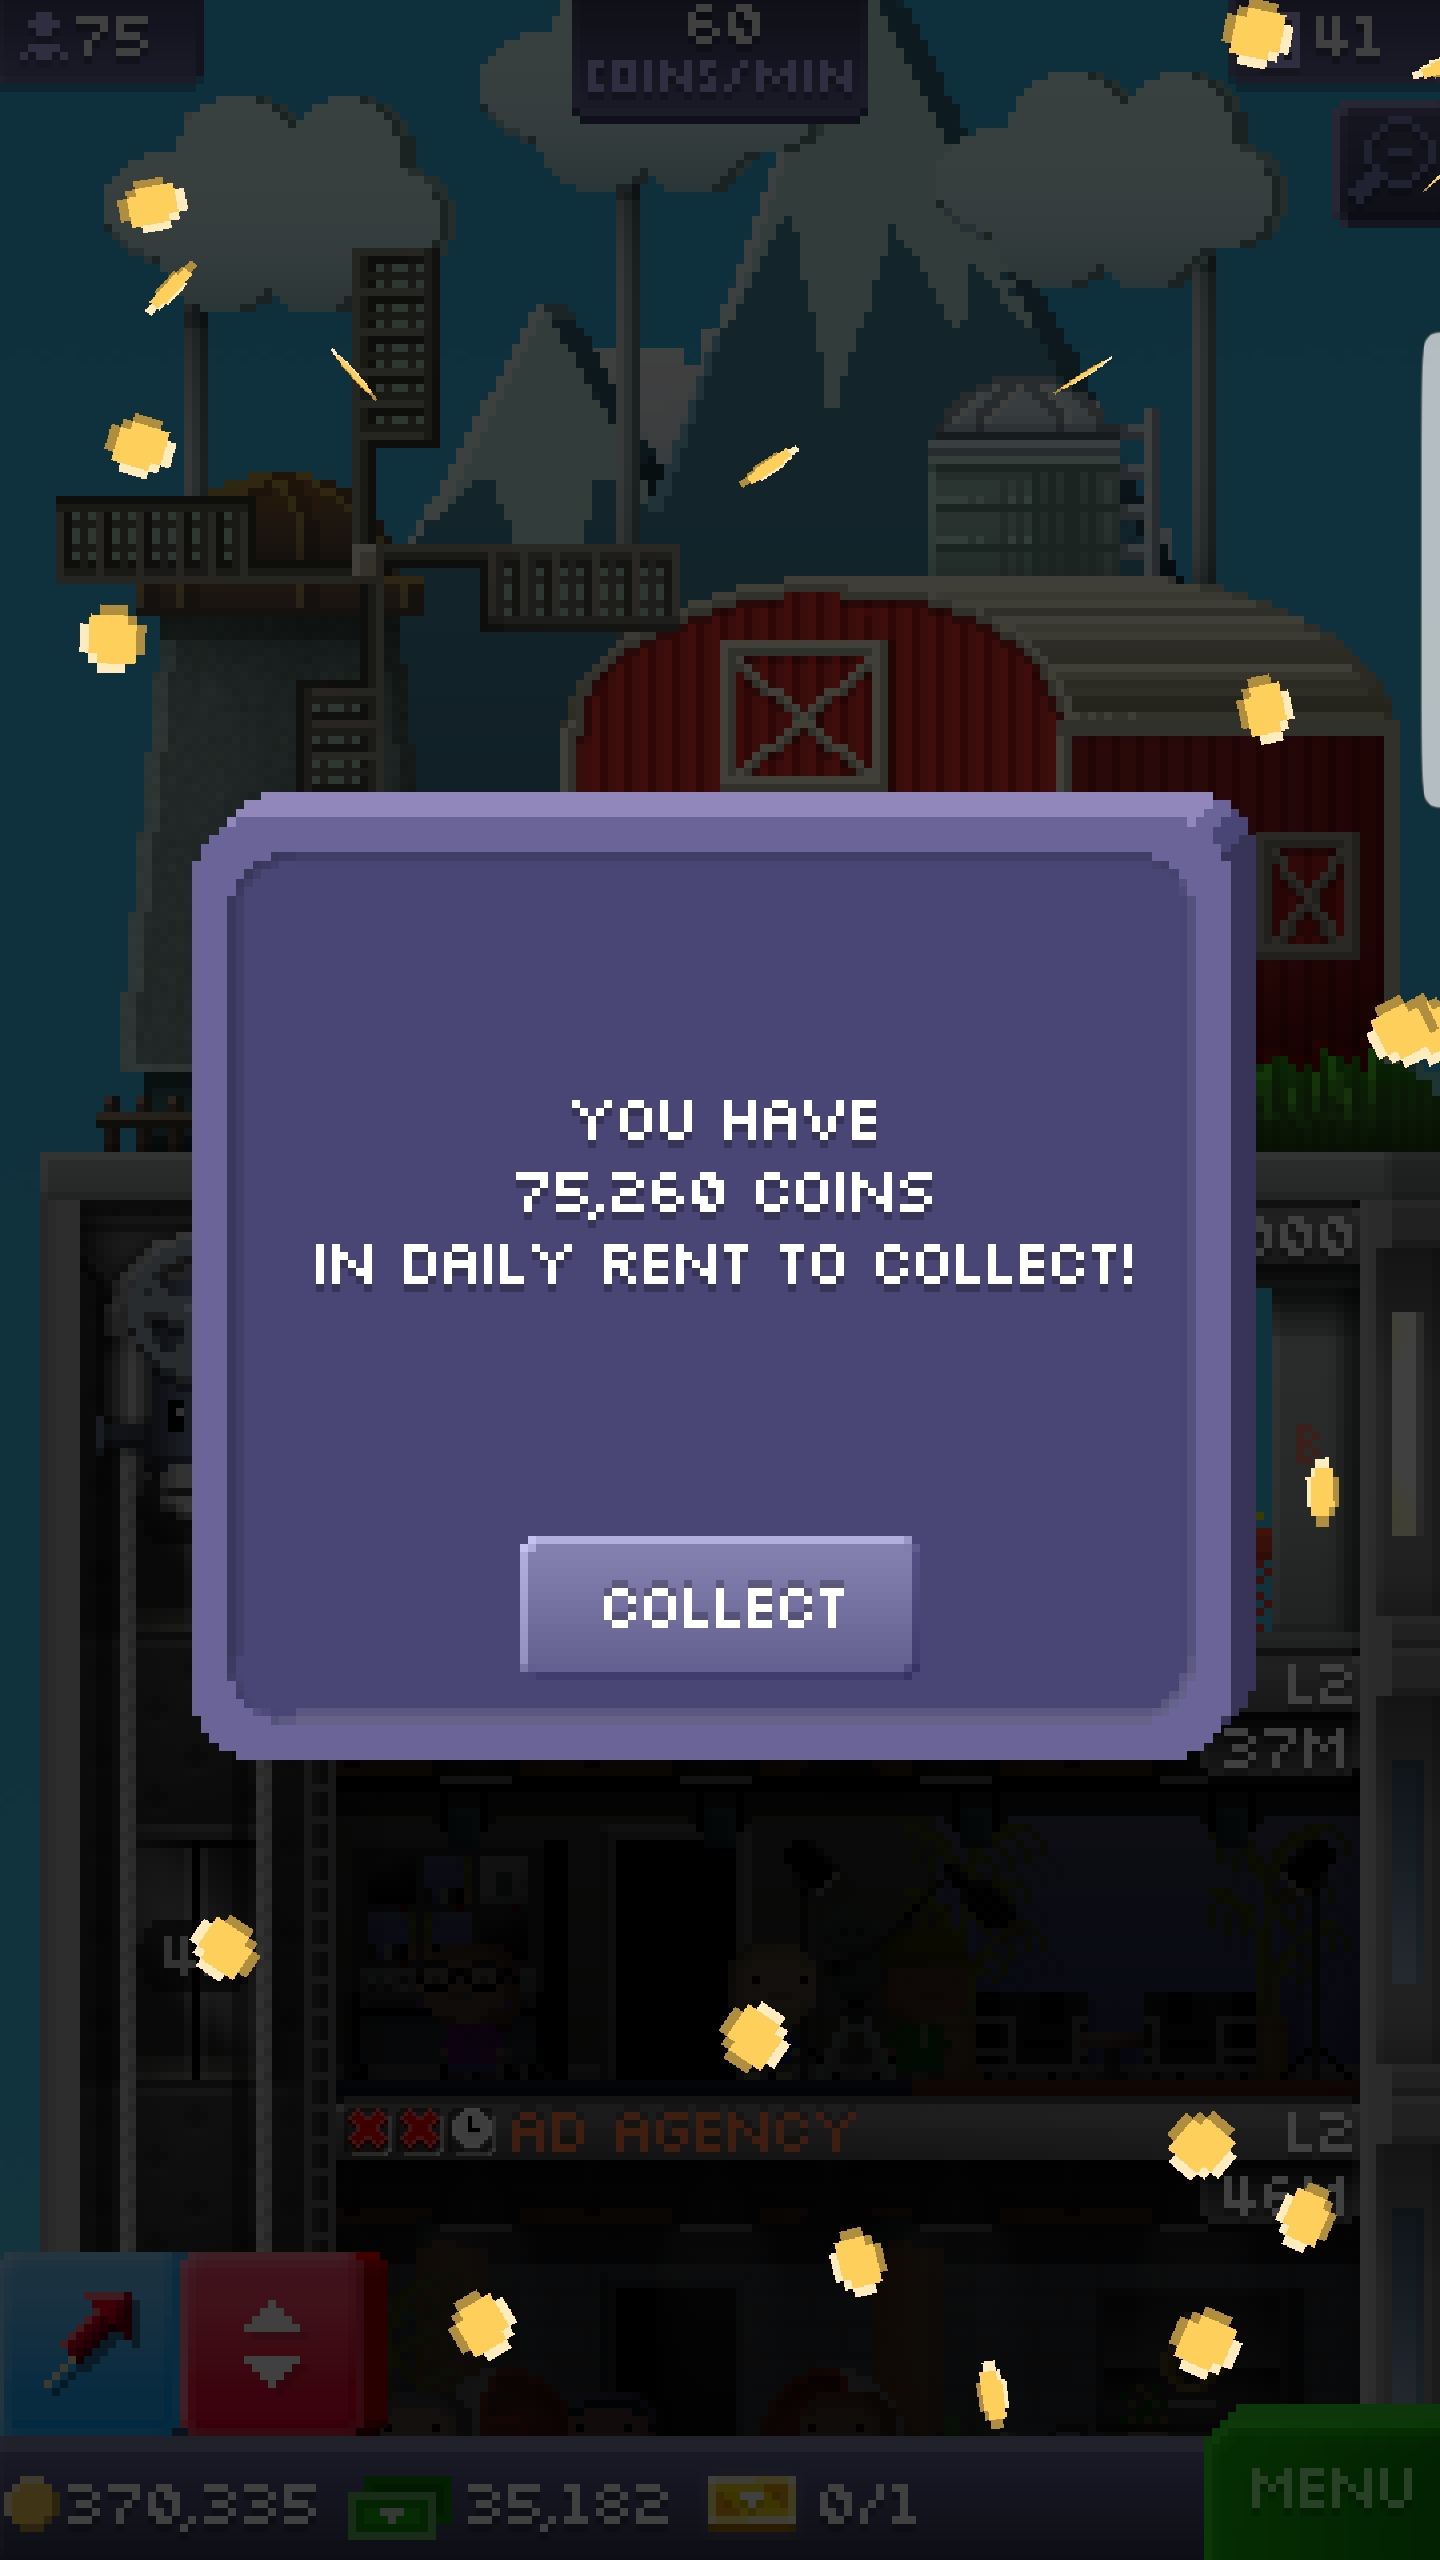 75
60
COINS/MIN
41
YOU HAVE
75,260 COINS
IN DAILY RENT TO COLLECT!
COLLECT
000
B
L2
37M
4
AD AGENCY
L2
370,335
35,182
0/1
MENU